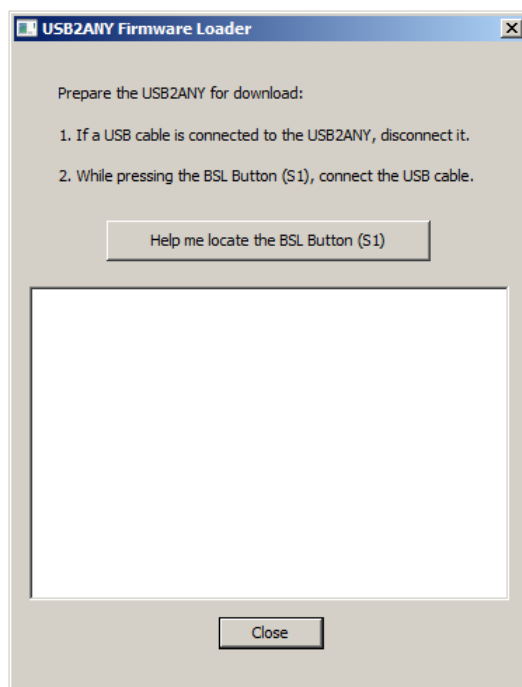 USB2ANY Firmware Loader
Prepare the USB2ANY for download:
1. If a USB cable is connected to the USB2ANY, disconnect it.
2. While pressing the BSL Button (S1), connect the USB cable.
Help me locate the BSL Button (S1)
Close